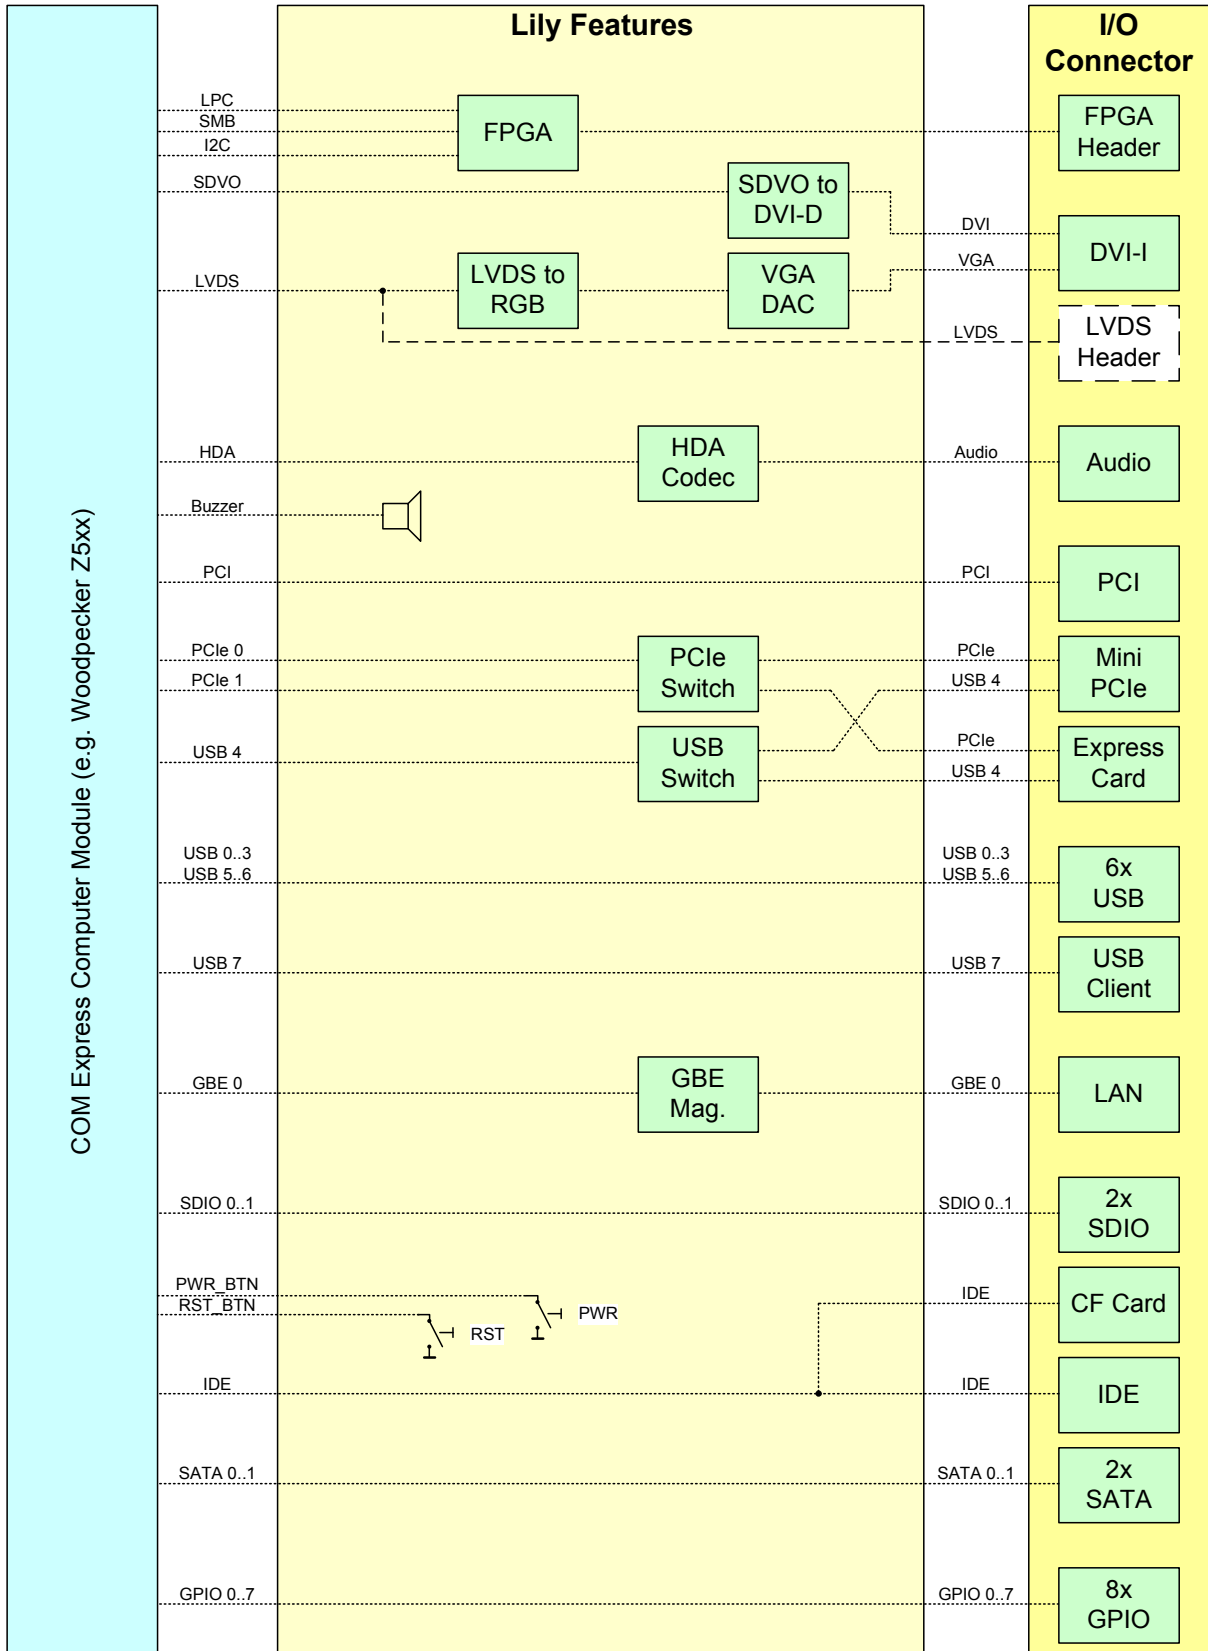 Lily Features
I/O
Connector
COM Express Computer Module (e.g. Woodpecker Z5xx)
LPC
SMB
I2C
FPGA
FPGA
Header
SDVO
SDVO to
DVI-D
DVI
VGA
DVI-I
LVDS
LVDS to
RGB
VGA
DAC
LVDS
LVDS
Header
HDA
HDA
Codec
Audio
Audio
Buzzer
PCI
PCI
PCI
PCIe 0
PCIe 1
PCIe
Switch
PCIe
USB 4
Mini
PCIe
USB 4
USB
Switch
PCIe
USB 4
Express
Card
USB 0..3
USB 5..6
USB 0..3
USB 5..6
6x
USB
USB 7
USB 7
USB
Client
GBE 0
GBE
Mag.
GBE 0
LAN
SDIO 0..1
SDIO 0..1
2x
SDIO
PWR_BTN
RST_BTN
RST
PWR
IDE
CF Card
IDE
IDE
IDE
SATA 0..1
SATA 0..1
2x
SATA
GPIO 0..7
GPIO 0..7
8x
GPIO